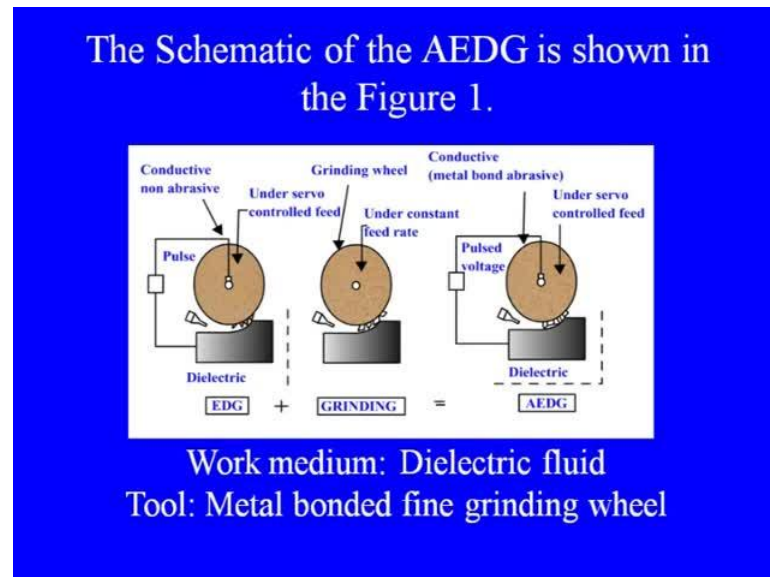 The Schematic of the AEDG is shown in
the Figure 1.
Conductive
non abrasive
Under servo
controlled feed
Pulse
Dielectric
EDG
+
Grinding wheel
Under constant
feed rate
GRINDING
=
Conductive
(metal bond abrasive)
Under servo
controlled feed
Pulsed
voltage
Dielectric
AEDG
Work medium: Dielectric fluid
Tool: Metal bonded fine grinding wheel